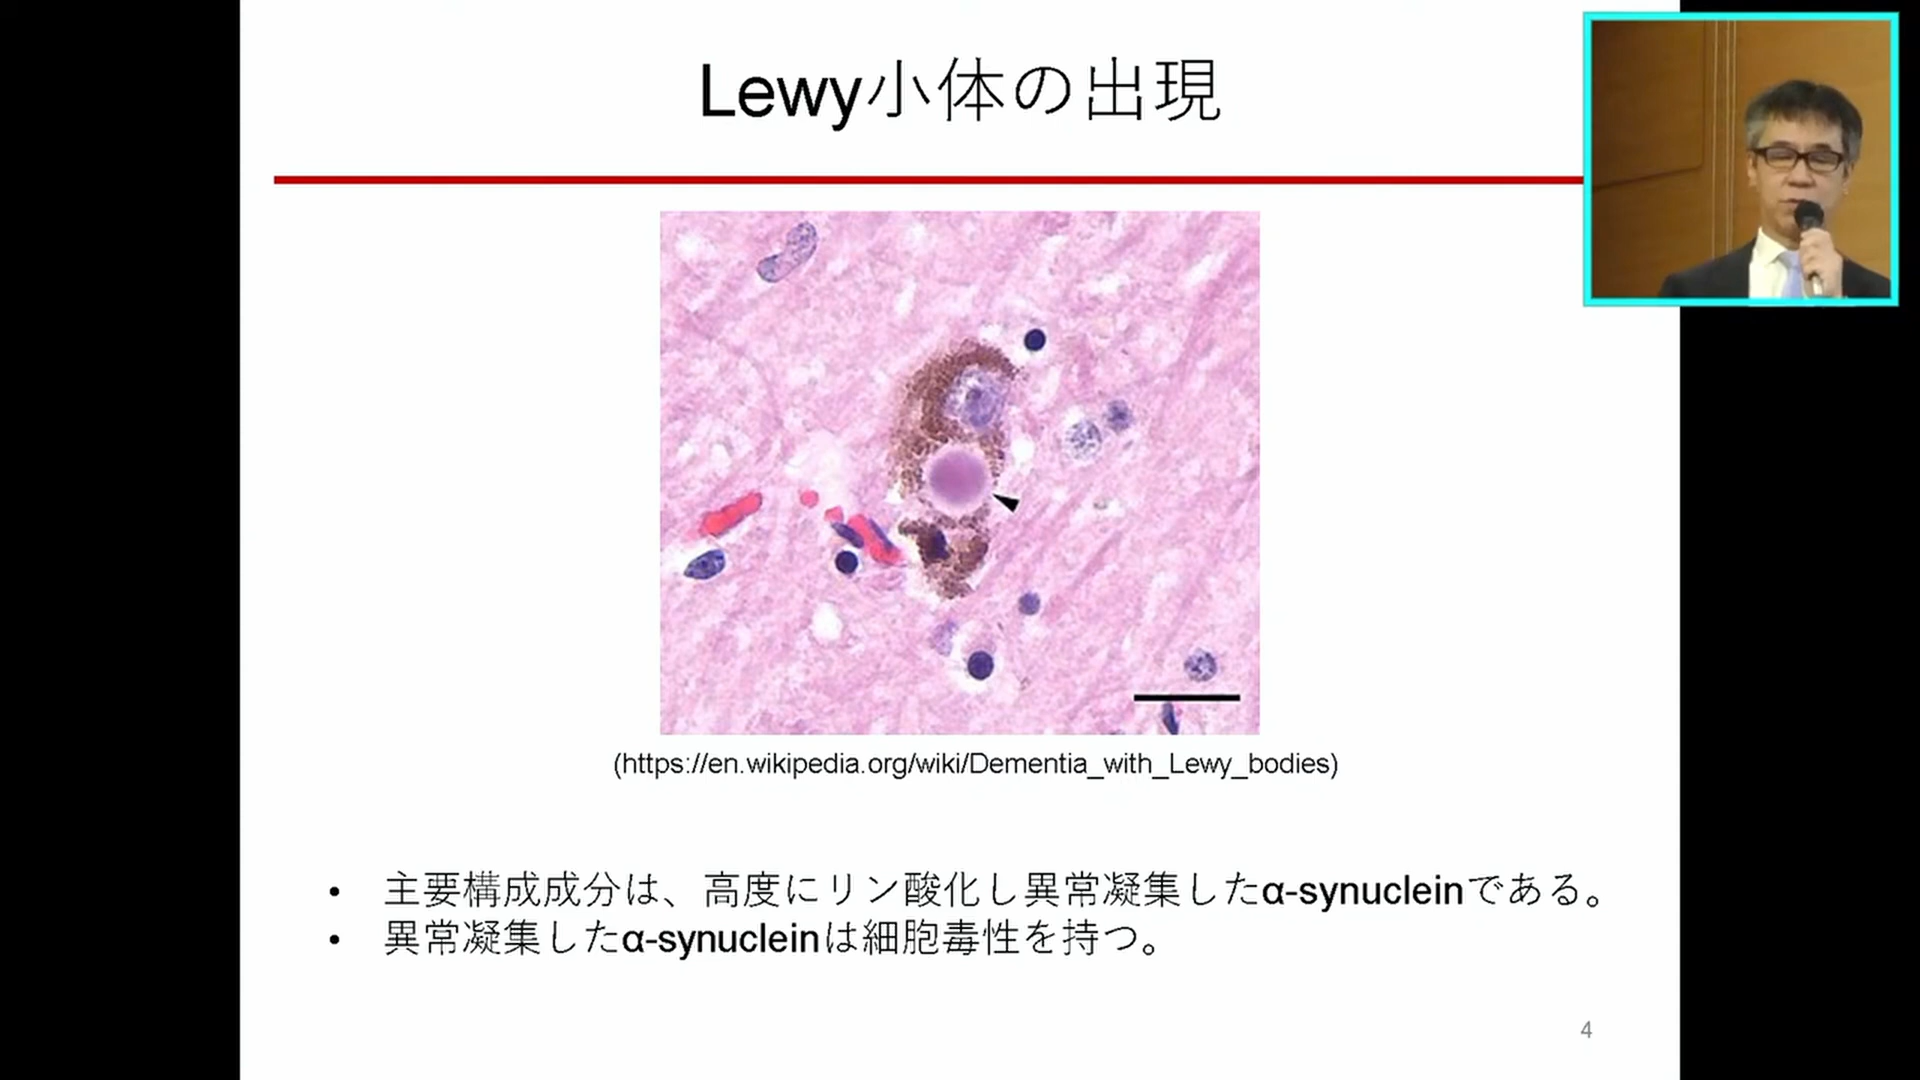 Lewy小体の出現
(https://en.wikipedia.org/wiki/Dementia_with_Lewy_bodies)
• 主要構成成分は、高度にリン酸化し異常凝集したα-synucleinである。
• 異常凝集したα-synucleinは細胞毒性を持つ。
4